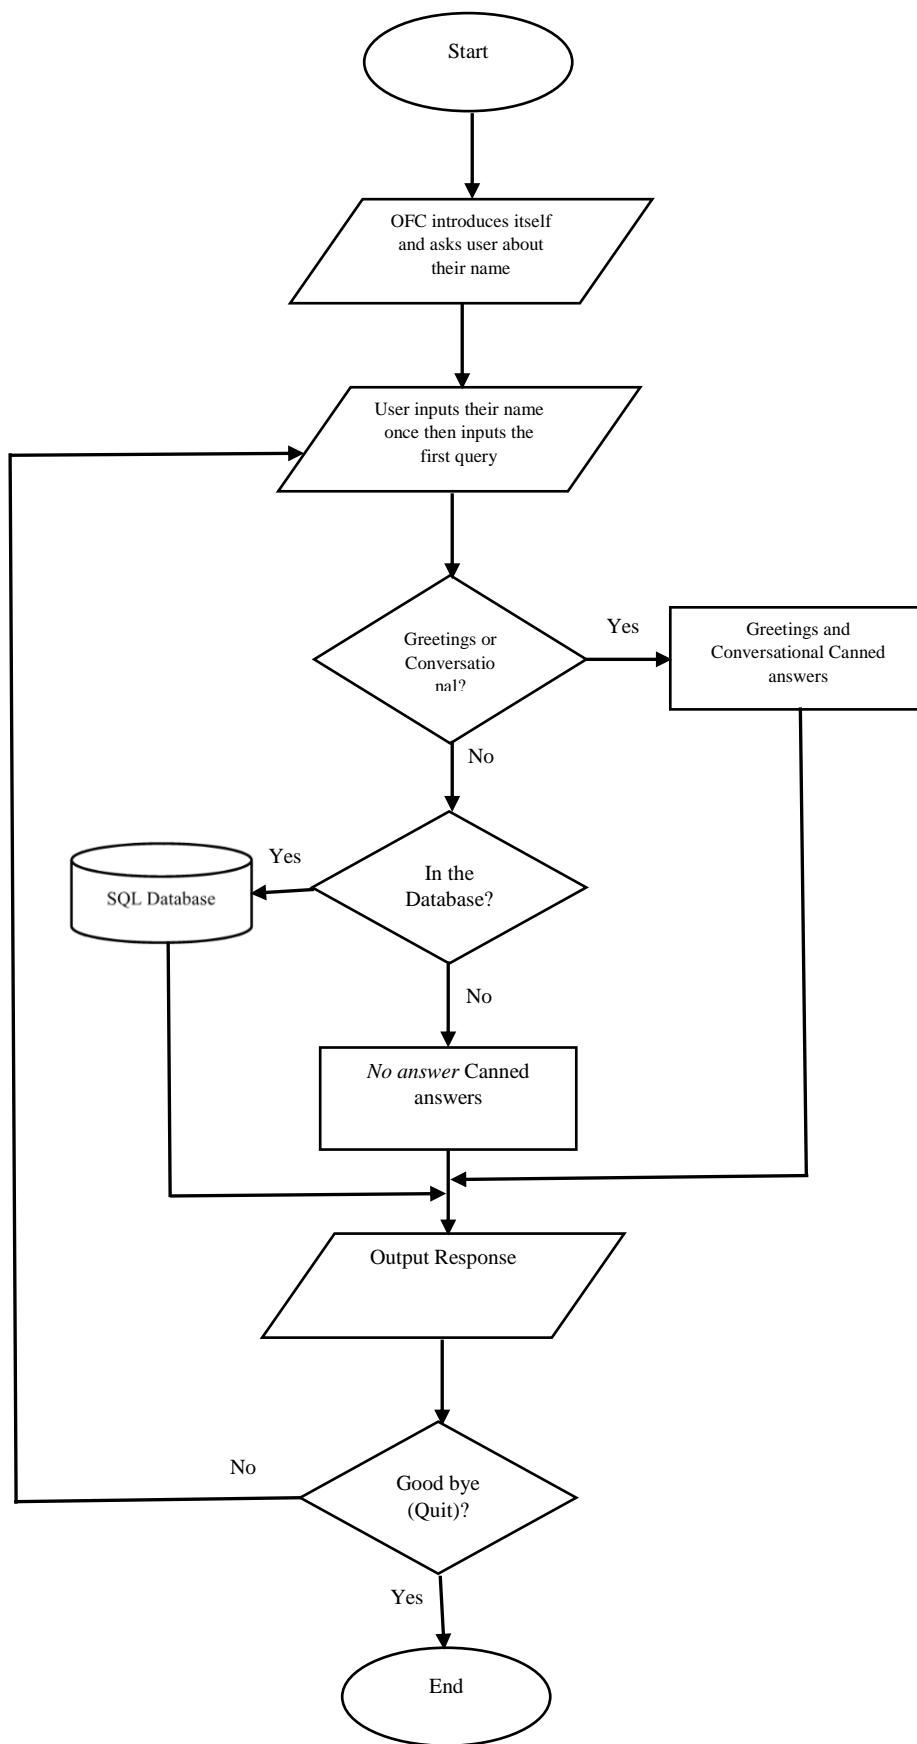 Start
OFC introduces itself
and asks user about
their name
User inputs their name
once then inputs the
first query
Greetings or
Conversatio
nal?
Yes
Greetings and
Conversational Canned
answers
No
In the
Database?
Yes
SQL Database
No
No answer Canned
answers
Output Response
Good bye
(Quit)?
No
Yes
End